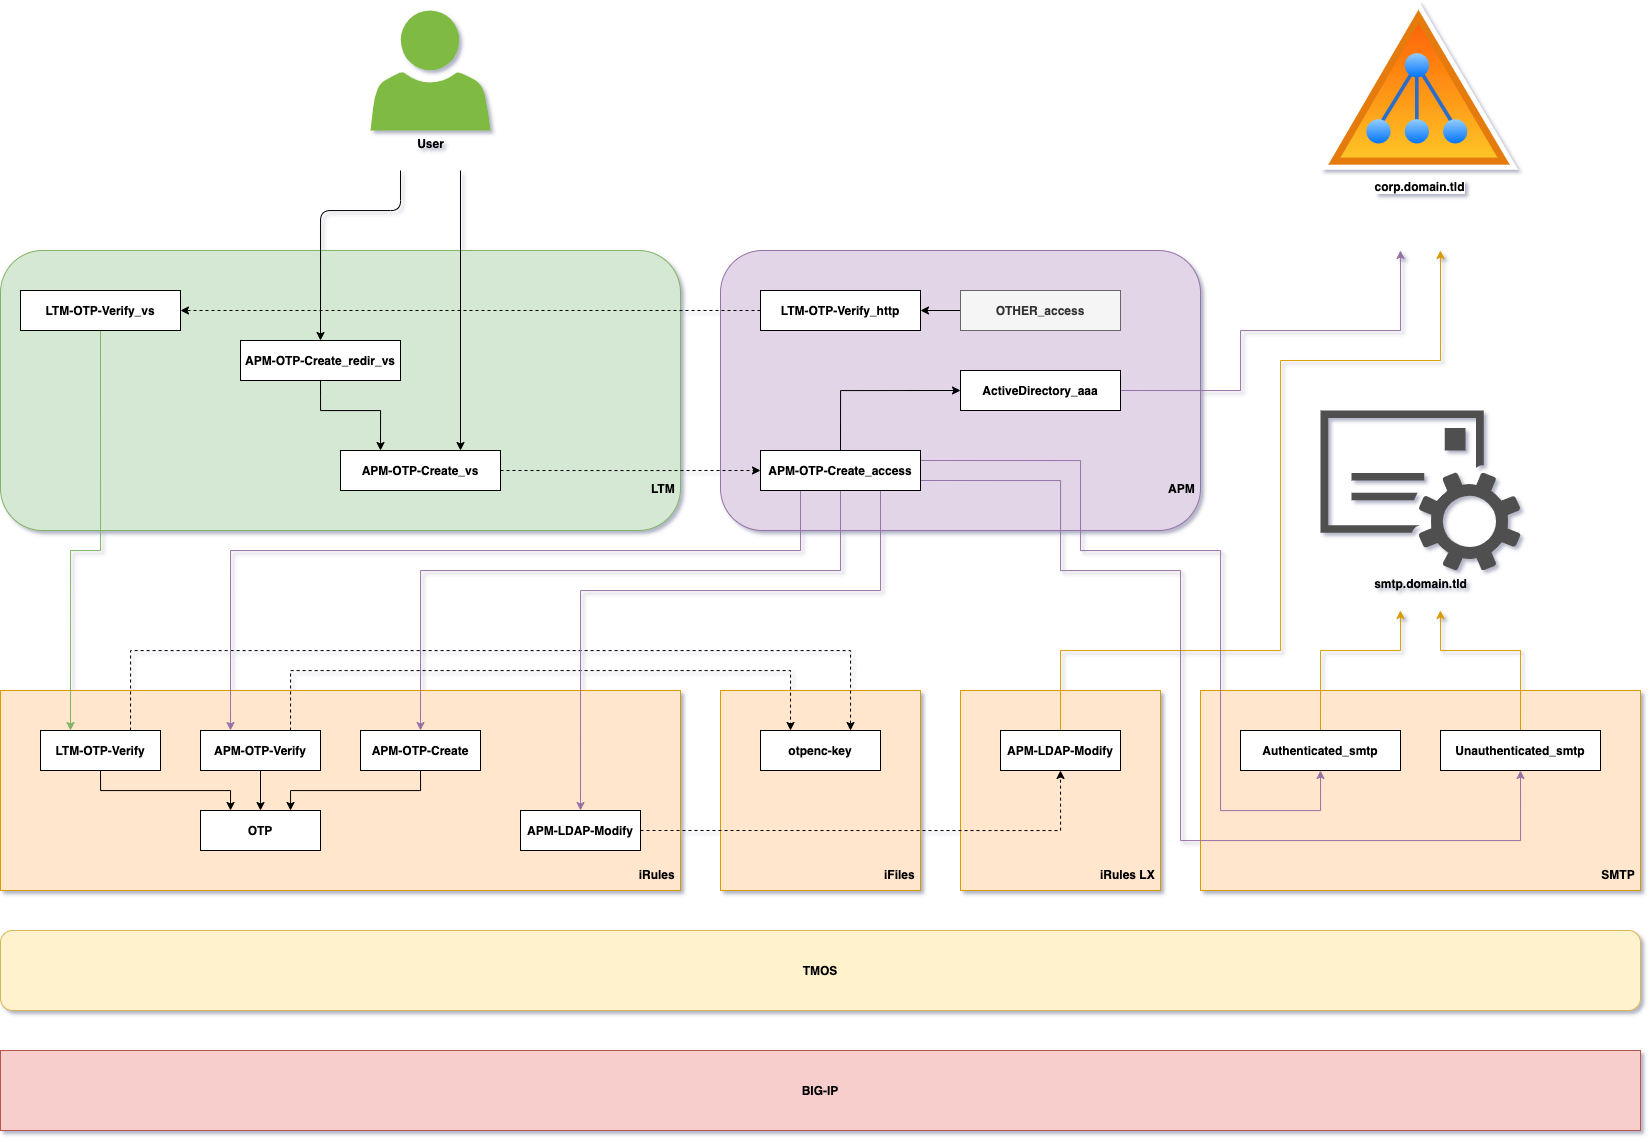 User
corp.domain.tld
LTM-OTP-Verify_vs
LTM-OTP-Verify_http
OTHER_access
APM-OTP-Create_redir_vs
ActiveDirectory_aaa
APM-OTP-Create_vs
APM-OTP-Create_access
LTM
APM
smtp.domain.tld
LTM-OTP-Verify
APM-OTP-Verify
APM-OTP-Create
otpenc-key
APM-LDAP-Modify
Authenticated_smtp
Unauthenticated_smtp
OTP
APM-LDAP-Modify
iRules
iFiles
iRules LX
SMTP
TMOS
BIG-IP